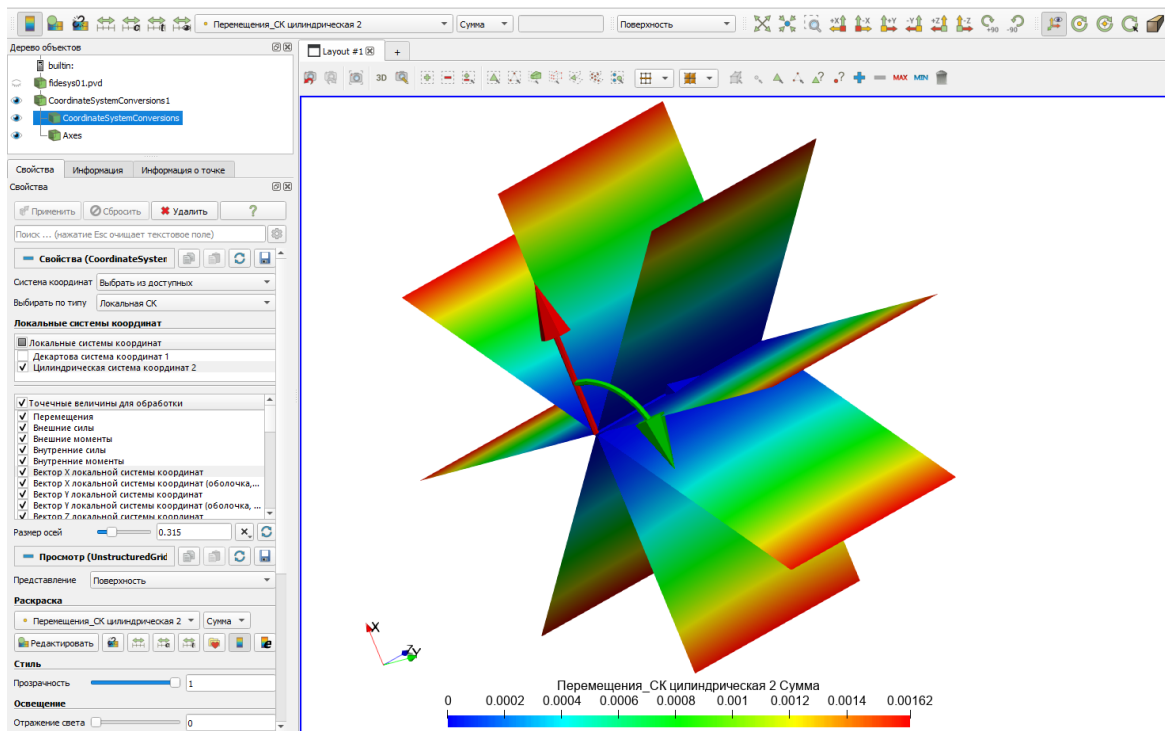 Перемещения_СК цилиндрическая 2
Сумма
Поверхность
+X
-X
+Y
-Y
+Z
-Z
+90
-90
Дерево объектов
builtin:
fidesys01.pvd
CoordinateSystemConversions1
CoordinateSystemConversions
Axes
Свойства
Информация
Информация о точке
Свойства
Применить
Сбросить
Удалить
?
Поиск ... (нажатие Esc очищает текстовое поле)
Свойства (CoordinateSyster
Система координат
Выбрать из доступных
Выбирать по типу
Локальная СК
Локальные системы координат
Локальные системы координат
Декартова система координат 1
Цилиндрическая система координат 2
Точечные величины для обработки
Перемещения
Внешние силы
Внешние моменты
Внутренние силы
Внутренние моменты
Вектор X локальной системы координат
Вектор X локальной системы координат (оболочка,...
Вектор Y локальной системы координат
Вектор Y локальной системы координат (оболочка, ...
Вектор Z локальной системы координат
Размер осей
0.315
Просмотр (UnstructuredGrid
Представление
Поверхность
Раскраска
Перемещения_СК цилиндрическая 2
Сумма
Редактировать
Стиль
Прозрачность
1
Освещение
Отражение света
0
Layout #1
+
3D
MAX
MIN
X
Z
Y
Перемещения_СК цилиндрическая 2 Сумма
0 0.0002 0.0004 0.0006 0.0008 0.001 0.0012 0.0014 0.00162